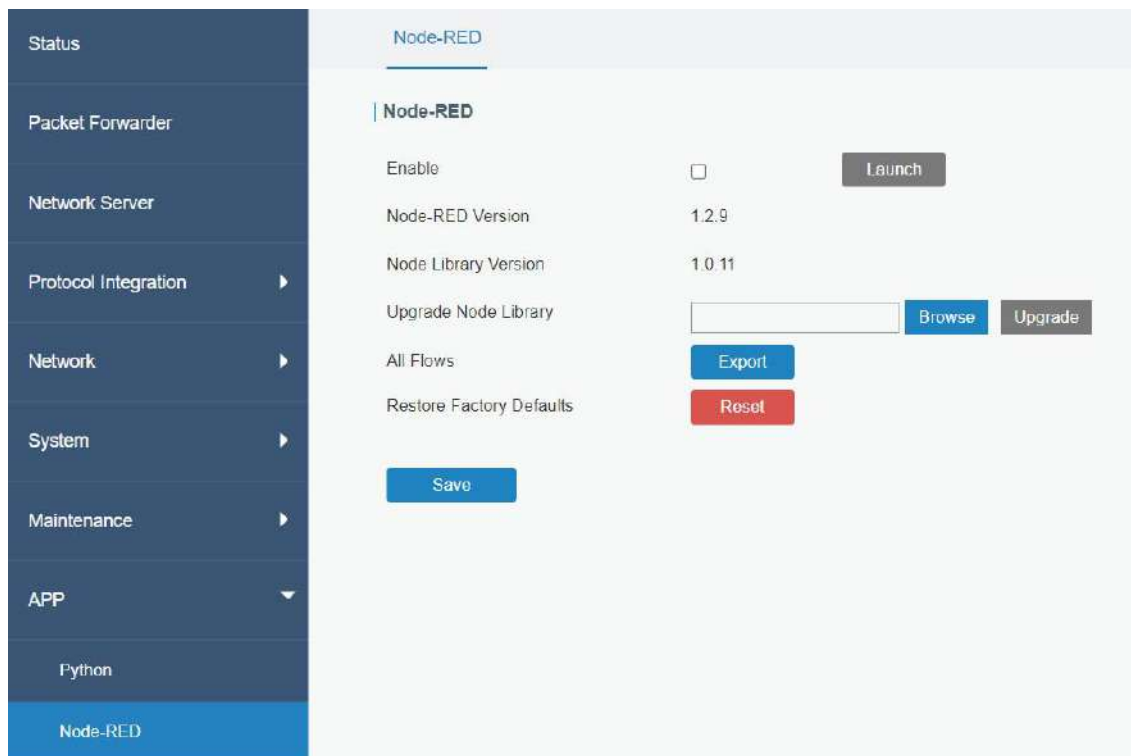 Status
Packet Forwarder
Network Server
Protocol Integration
Network
System
Maintenance
APP
Python
Node-RED
Node-RED
Node-RED
Enable Launch
Node-RED Version 1.2.9
Node Library Version 1.0.11
Upgrade Node Library Browse Upgrade
All Flows Export
Restore Factory Defaults Reset
Save